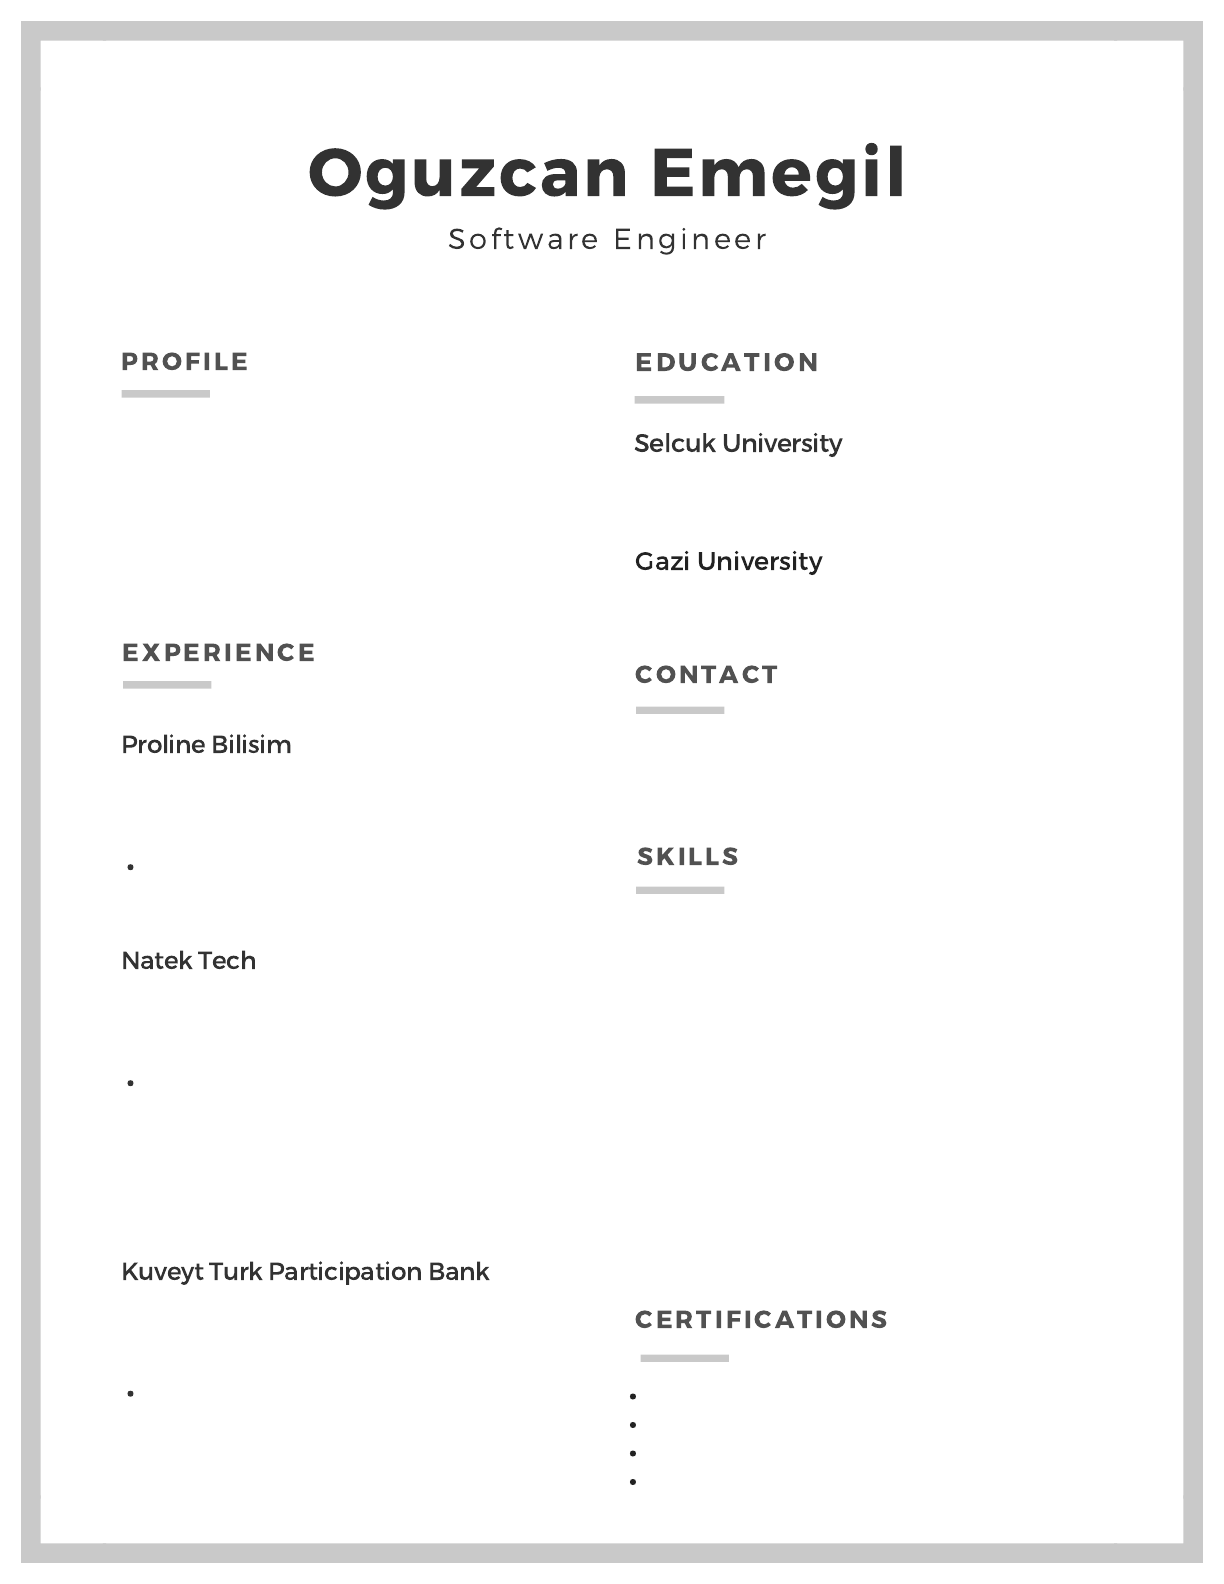 Oguzcan Emegil
Software Engineer
PROFILE
EXPERIENCE
Proline Bilisim
•
Natek Tech
•
Kuveyt Turk Participation Bank
•
EDUCATION
Selcuk University
Gazi University
CONTACT
SKILLS
CERTIFICATIONS
•
•
•
•